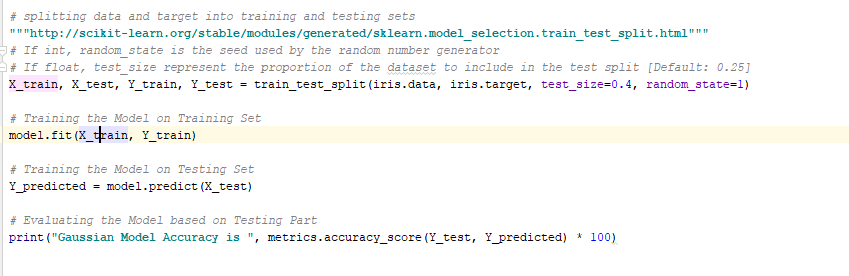 # splitting data and target into training and testing sets
"""http://scikit-learn.org/stable/modules/generated/sklearn.model_selection.train_test_split.html"""
# If int, random_state is the seed used by the random number generator
# If float, test_size represent the proportion of the dataset to include in the test split [Default: 0.25]
X_train, X_test, Y_train, Y_test = train_test_split(iris.data, iris.target, test_size=0.4, random_state=1)
# Training the Model on Training Set
model.fit(X_train, Y_train)
# Training the Model on Testing Set
Y_predicted = model.predict(X_test)
# Evaluating the Model based on Testing Part
print("Gaussian Model Accuracy is ", metrics.accuracy_score(Y_test, Y_predicted) * 100)